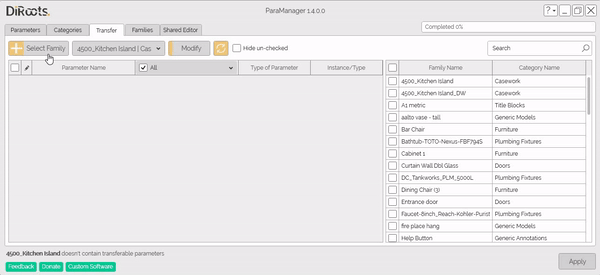 DiRoots
ParaManager 1.4.0.0
? - □ ×
Parameters Categories Transfer Families Shared Editor
Completed 0%
Select Family 4500_Kitchen Island | Cas Modify Hide un-checked Search
Parameter Name All Type of Parameter Instance/Type Family Name Category Name
4500_Kitchen Island Casework
4500_Kitchen Island_DW Casework
A1 metric Title Blocks
aalto vase - tall Generic Models
Bar Chair Furniture
Bathtub-TOTO-Nexus-FBF794S Plumbing Fixtures
Cabinet 1 Furniture
Curtain Wall Dbl Glass Doors
DC_Tankworks_PLM_5000L Plumbing Fixtures
Dining Chair (3) Furniture
Entrance door Doors
Faucet-8inch_Reach-Kohler-Purist Plumbing Fixtures
fire place hang Generic Models
Help Button Generic Annotations
4500_Kitchen Island doesn't contain transferable parameters
Feedback Donate Custom Software
Apply